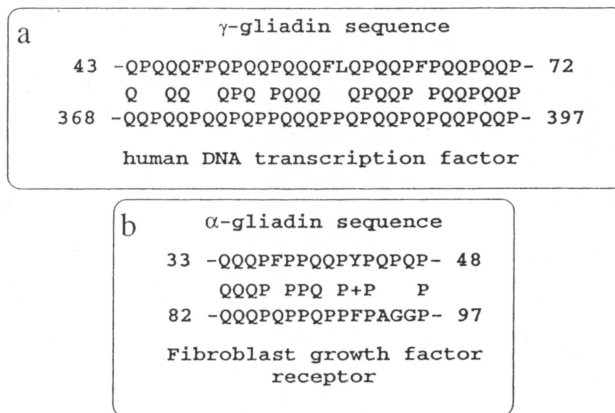 a
γ-gliadin sequence
43 -QPQQQFPQPQQPQQQFLQPQQPFPQQPQQP- 72
Q QQ QPQ PQQQ QPQQP PQQPQQP
368 -QQPQQPQQPQPPQQQPPQPQQPQPQQPQQP- 397
human DNA transcription factor
b
α-gliadin sequence
33 -QQQPFPPQQPYPQPQP- 48
QQQP PPQ P+P P
82 -QQQPQPPQPPFPAGGP- 97
Fibroblast growth factor
receptor